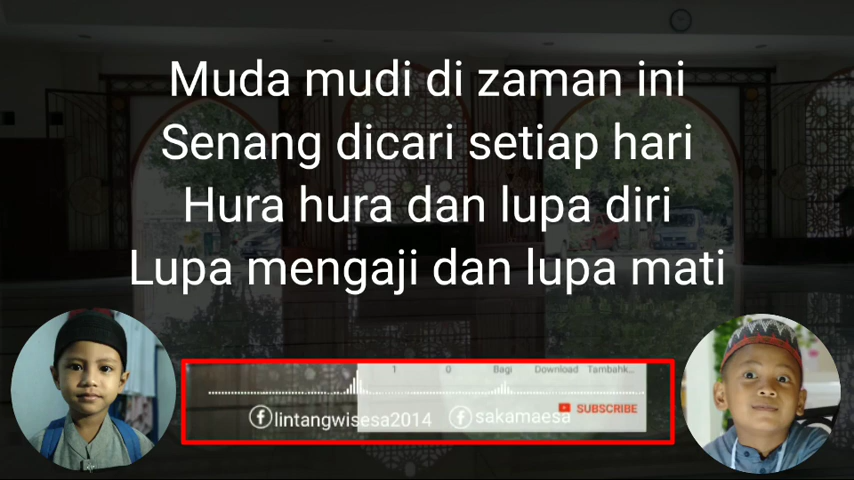 Muda mudi di zaman ini
Senang dicari setiap hari
Hura hura dan lupa diri
Lupa mengaji dan lupa mati
1 0 Bagi Download Tambahk...
lintangwisesa2014 sakamaesa SUBSCRIBE